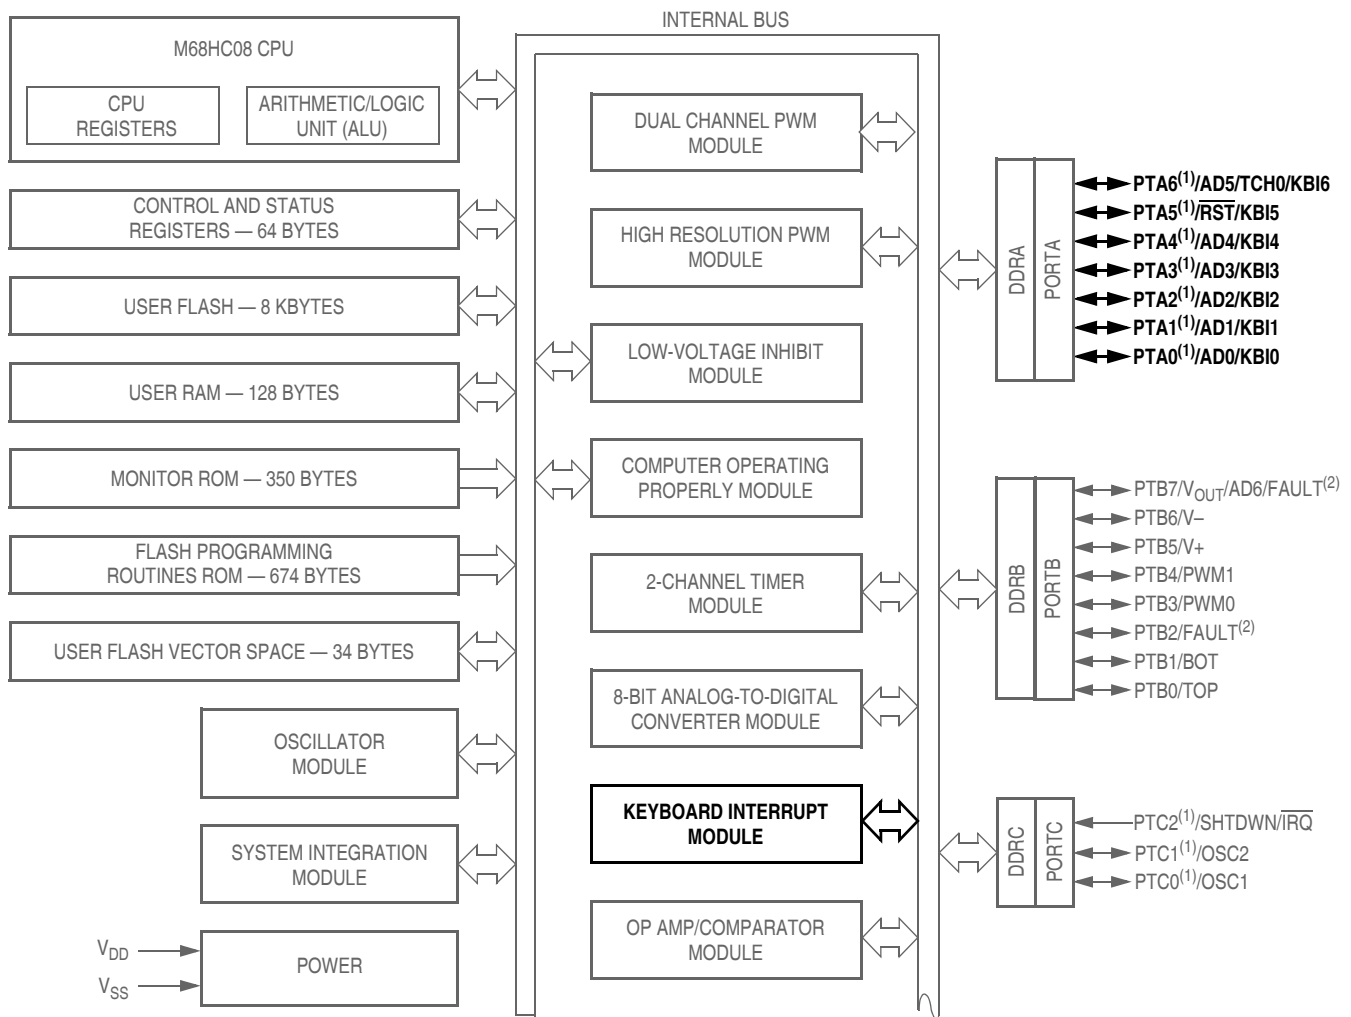 INTERNAL BUS
M68HC08 CPU
CPU
REGISTERS
ARITHMETIC/LOGIC
UNIT (ALU)
CONTROL AND STATUS
REGISTERS — 64 BYTES
USER FLASH — 8 KBYTES
USER RAM — 128 BYTES
MONITOR ROM — 350 BYTES
FLASH PROGRAMMING
ROUTINES ROM — 674 BYTES
USER FLASH VECTOR SPACE — 34 BYTES
OSCILLATOR
MODULE
SYSTEM INTEGRATION
MODULE
VDD
VSS
POWER
DUAL CHANNEL PWM
MODULE
HIGH RESOLUTION PWM
MODULE
LOW-VOLTAGE INHIBIT
MODULE
COMPUTER OPERATING
PROPERLY MODULE
2-CHANNEL TIMER
MODULE
8-BIT ANALOG-TO-DIGITAL
CONVERTER MODULE
KEYBOARD INTERRUPT
MODULE
OP AMP/COMPARATOR
MODULE
DDRA
PORTA
PTA6(1)/AD5/TCH0/KBI6
PTA5(1)/RST/KBI5
PTA4(1)/AD4/KBI4
PTA3(1)/AD3/KBI3
PTA2(1)/AD2/KBI2
PTA1(1)/AD1/KBI1
PTA0(1)/AD0/KBI0
DDRB
PORTB
PTB7/VOUT/AD6/FAULT(2)
PTB6/V–
PTB5/V+
PTB4/PWM1
PTB3/PWM0
PTB2/FAULT(2)
PTB1/BOT
PTB0/TOP
DDRC
PORTC
PTC2(1)/SHTDWN/IRQ
PTC1(1)/OSC2
PTC0(1)/OSC1